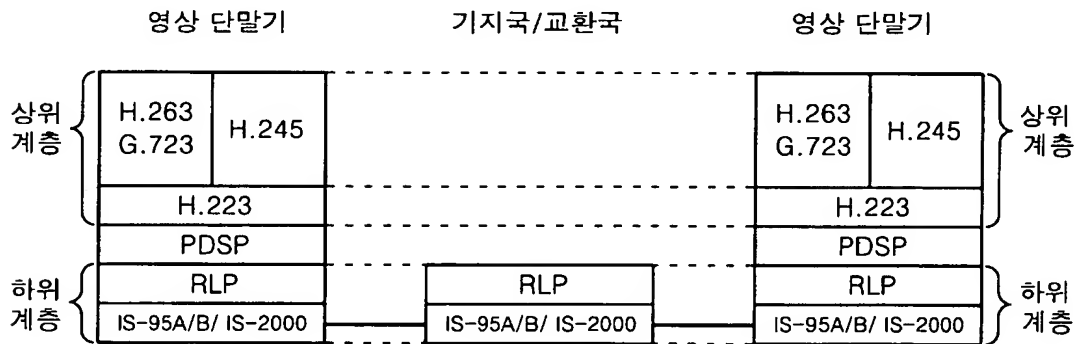 영상 단말기 기지국/교환국 영상 단말기
상위
계층
H.263
G.723
H.245
H.223
PDSP
하위
계층
RLP
IS-95A/B/ IS-2000
RLP
IS-95A/B/ IS-2000
H.263
G.723
H.245
H.223
PDSP
RLP
IS-95A/B/ IS-2000
상위
계층
하위
계층